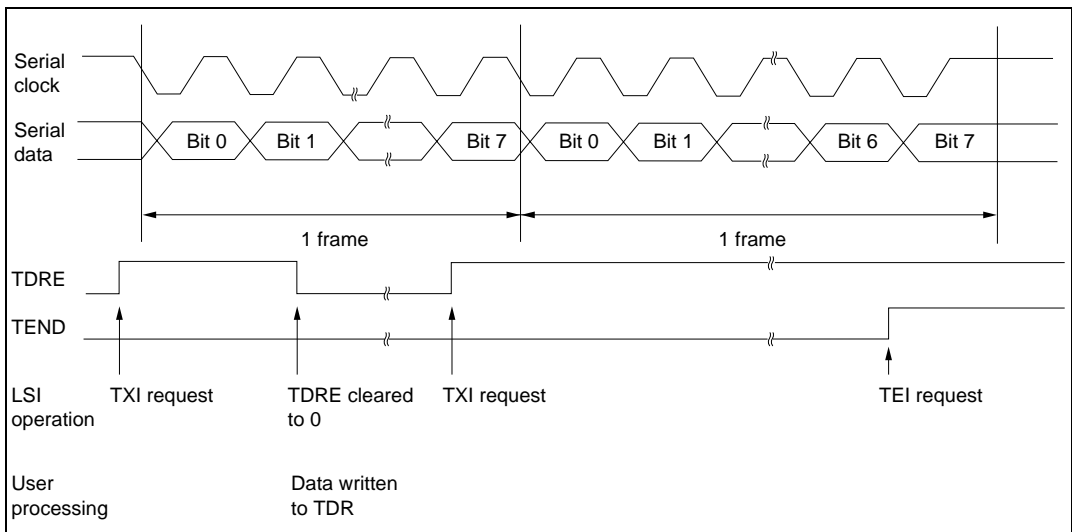 Serial
clock
Serial
data
Bit 0
Bit 1
Bit 7
Bit 0
Bit 1
Bit 6
Bit 7
1 frame
1 frame
TDRE
TEND
LSI
operation
TXI request
TDRE cleared
to 0
TXI request
TEI request
User
processing
Data written
to TDR